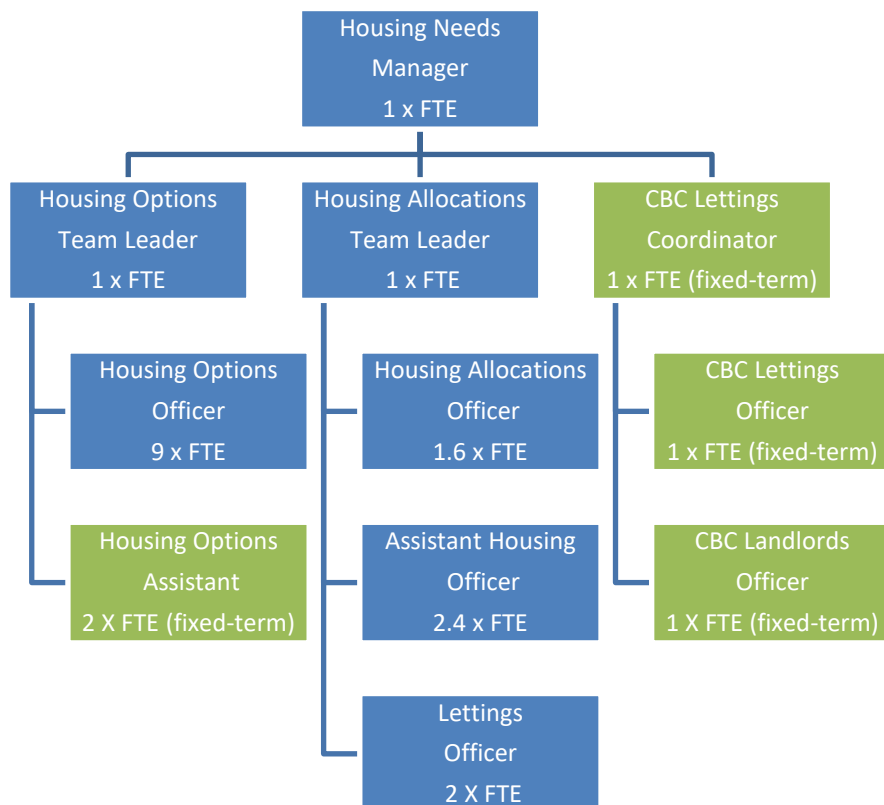 Housing Needs
Manager
1 x FTE
Housing Options
Team Leader
1 x FTE
Housing Allocations
Team Leader
1 x FTE
CBC Lettings
Coordinator
1 x FTE (fixed-term)
Housing Options
Officer
9 x FTE
Housing Allocations
Officer
1.6 x FTE
CBC Lettings
Officer
1 x FTE (fixed-term)
Housing Options
Assistant
2 X FTE (fixed-term)
Assistant Housing
Officer
2.4 x FTE
CBC Landlords
Officer
1 X FTE (fixed-term)
Lettings
Officer
2 X FTE